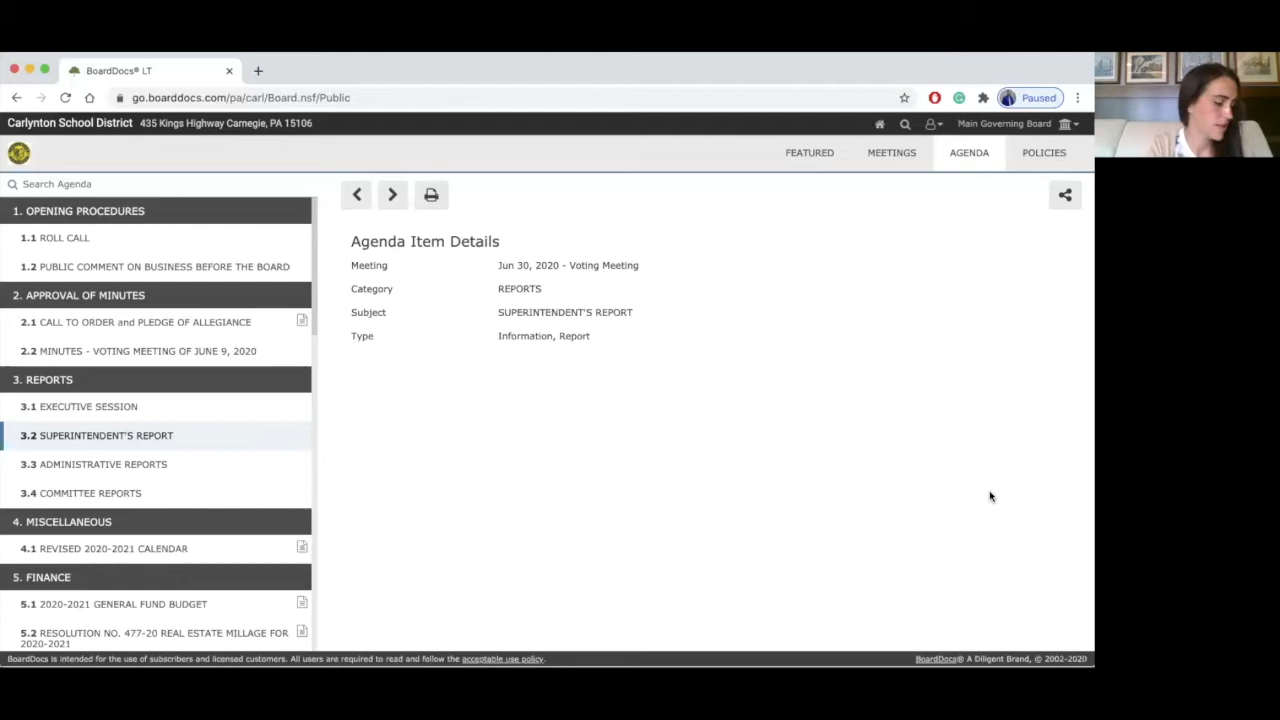 BoardDocs® LT
go.boarddocs.com/pa/carl/Board.nsf/Public
Paused
Carlynton School District 435 Kings Highway Carnegie, PA 15106
Main Governing Board
FEATURED MEETINGS AGENDA POLICIES
Search Agenda
1. OPENING PROCEDURES
1.1 ROLL CALL
1.2 PUBLIC COMMENT ON BUSINESS BEFORE THE BOARD
2. APPROVAL OF MINUTES
2.1 CALL TO ORDER and PLEDGE OF ALLEGIANCE
2.2 MINUTES - VOTING MEETING OF JUNE 9, 2020
3. REPORTS
3.1 EXECUTIVE SESSION
3.2 SUPERINTENDENT'S REPORT
3.3 ADMINISTRATIVE REPORTS
3.4 COMMITTEE REPORTS
4. MISCELLANEOUS
4.1 REVISED 2020-2021 CALENDAR
5. FINANCE
5.1 2020-2021 GENERAL FUND BUDGET
5.2 RESOLUTION NO. 477-20 REAL ESTATE MILLAGE FOR
2020-2021
Agenda Item Details
Meeting Jun 30, 2020 - Voting Meeting
Category REPORTS
Subject SUPERINTENDENT'S REPORT
Type Information, Report
BoardDocs is intended for the use of subscribers and licensed customers. All users are required to read and follow the acceptable use policy.
BoardDocs® A Diligent Brand, © 2002-2020